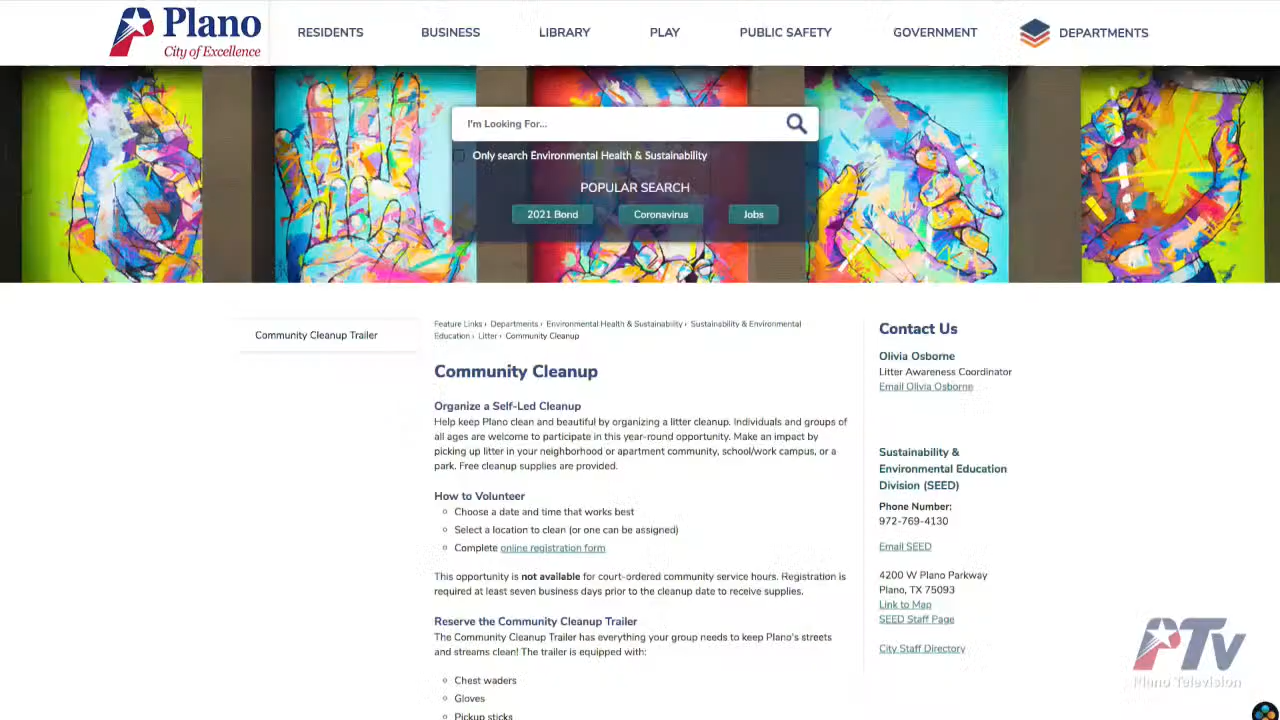 Plano
City of Excellence
RESIDENTS
BUSINESS
LIBRARY
PLAY
PUBLIC SAFETY
GOVERNMENT
DEPARTMENTS
I'm Looking For...
Only search Environmental Health & Sustainability
POPULAR SEARCH
2021 Bond
Coronavirus
Jobs
Community Cleanup Trailer
Feature Links › Departments › Environmental Health & Sustainability › Sustainability & Environmental
Education › Litter › Community Cleanup
Community Cleanup
Organize a Self-Led Cleanup
Help keep Plano clean and beautiful by organizing a litter cleanup. Individuals and groups of
all ages are welcome to participate in this year-round opportunity. Make an impact by
picking up litter in your neighborhood or apartment community, school/work campus, or a
park. Free cleanup supplies are provided.
How to Volunteer
Choose a date and time that works best
Select a location to clean (or one can be assigned)
Complete online registration form
This opportunity is not available for court-ordered community service hours. Registration is
required at least seven business days prior to the cleanup date to receive supplies.
Reserve the Community Cleanup Trailer
The Community Cleanup Trailer has everything your group needs to keep Plano's streets
and streams clean! The trailer is equipped with:
Chest waders
Gloves
Pickup sticks
Contact Us
Olivia Osborne
Litter Awareness Coordinator
Email Olivia Osborne
Sustainability &
Environmental Education
Division (SEED)
Phone Number:
972-769-4130
Email SEED
4200 W Plano Parkway
Plano, TX 75093
Link to Map
SEED Staff Page
City Staff Directory
PTv
Plano Television